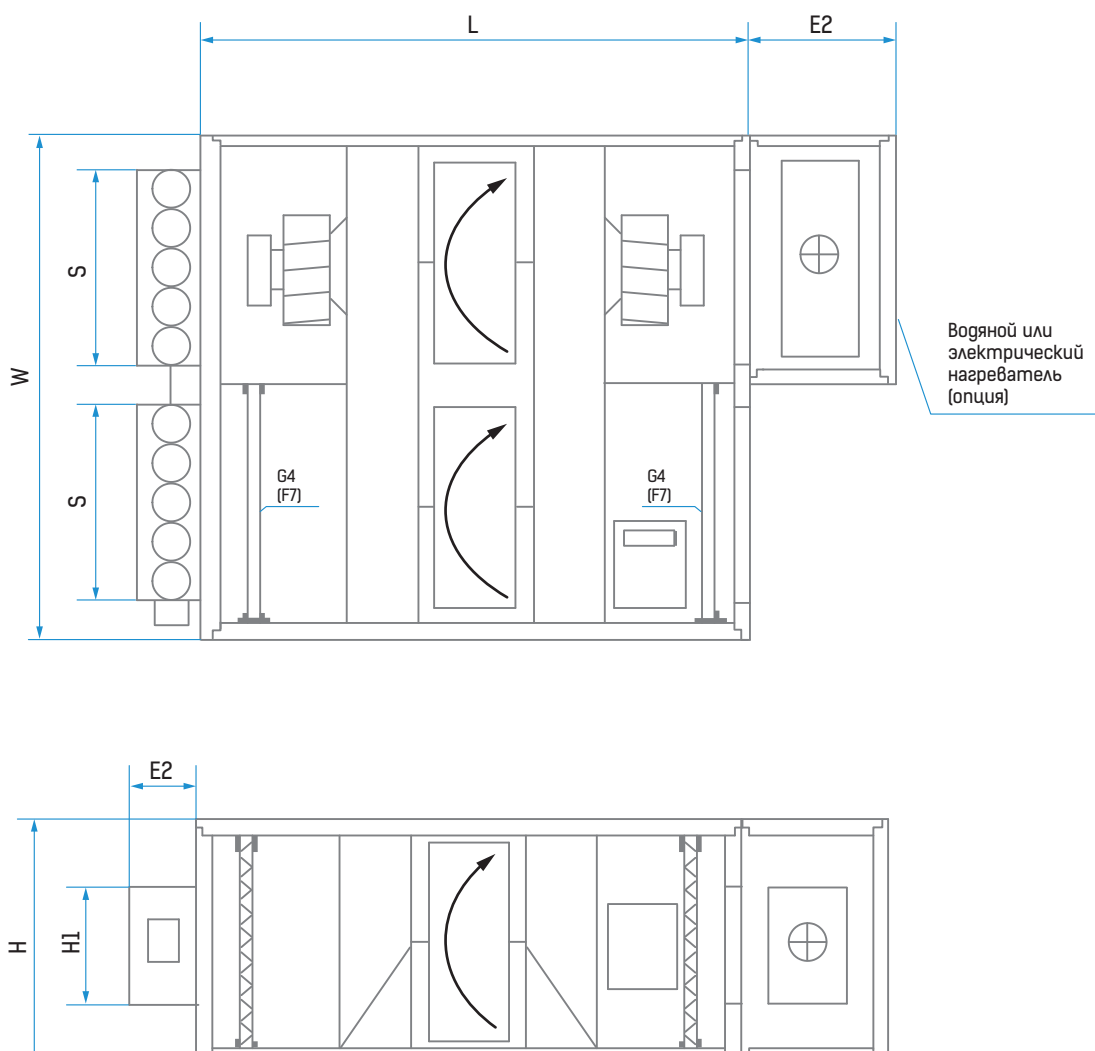 L
E2
S
W
S
Водяной или
электрический
нагреватель
(опция)
G4
(F7)
G4
(F7)
E2
H
H1